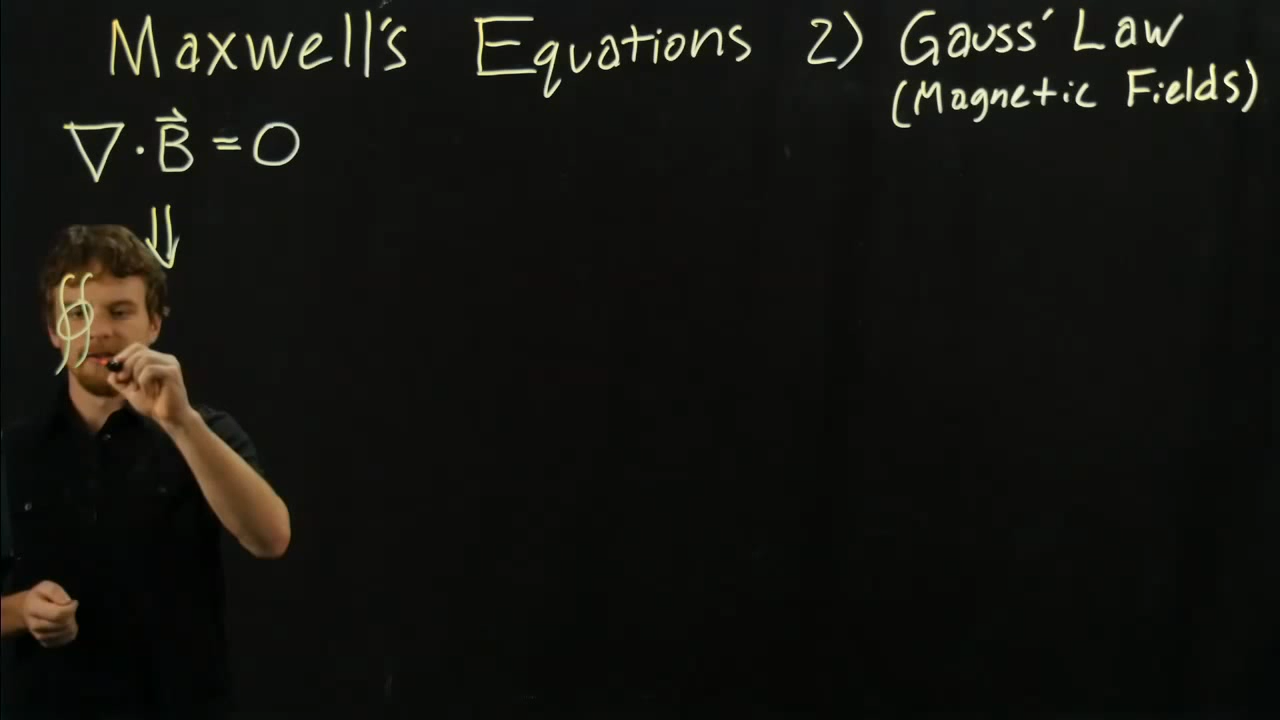 Maxwell's Equations 2) Gauss' Law
(Magnetic Fields)
∇ · B⃗ = 0
⇓
∯